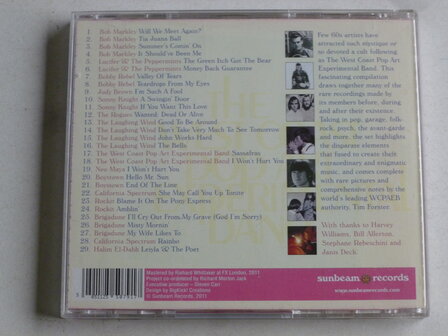 1. Bob Markley Will We Meet Again?
2. Bob Markley Tia Juana Ball
3. Bob Markley Summer's Comin' On
4. Bob Markley It Should've Been Me
5. Lucifer & The Peppermints The Green Itch Got The Bear
6. Lucifer & The Peppermints Money Back Guarantee
7. Bobby Rebel Valley Of Tears
8. Bobby Rebel Teardrops From My Eyes
9. Judy Brown I'm Such A Fool
10. Sonny Knight A Swingin' Door
11. Sonny Knight If You Want This Love
12. The Rogues Wanted: Dead Or Alive
13. The Laughing Wind Good To Be Around
14. The Laughing Wind Don't Take Very Much To See Tomorrow
15. The Laughing Wind John Works Hard
16. The Laughing Wind The Bells
17. The West Coast Pop Art Experimental Band Sassafras
18. The West Coast Pop Art Experimental Band I Won't Hurt You
19. Neo Maya I Won't Hurt You
20. Boystown Hello Mr Sun
21. Boystown End Of The Line
22. California Spectrum She May Call You Up Tonite
23. Rockit Blame It On The Pony Express
24. Rockit Amblin'
25. Brigadune I'll Cry Out From My Grave (God I'm Sorry)
26. Brigadune Misty Mornin'
27. Brigadune My Wife Likes To
28. California Spectrum Rambo
29. Halim El-Dabh Leiyla & The Poet
Few 60s artists have
attracted such mystique or
so devoted a cult following
as The West Coast Pop Art
Experimental Band. This
fascinating compilation
draws together many of the
rare recordings made by
its members before, during
and after their existence.
Taking in pop, garage, folk-
rock, psych, the avant-garde
and more, the set highlights
the disparate elements
that fused to create their
extraordinary and enigmatic
music, and comes complete
with rare pictures and
comprehensive notes by the
world's leading WCPAEB
authority, Tim Forster.
With thanks to Harvey
Williams, Bill Allerton,
Stephane Rebeschini and
Janis Deck.
Mastered by Richard Whittaker at FX London, 2011
Project co-ordinated by Richard Morton Jack
Executive producer – Steven Carr
Design by BigKickr! Creations
© Sunbeam Records, 2011
sunbeam records
www.sunbeamrecords.com